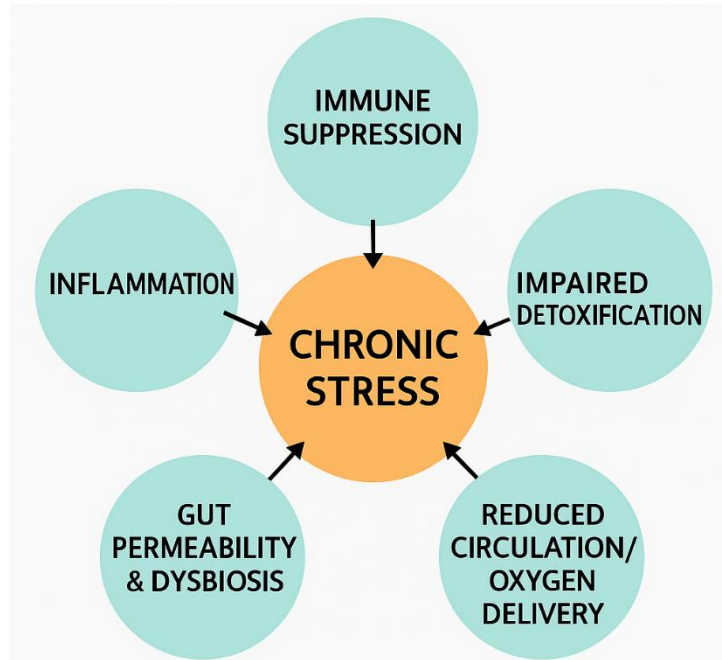 IMMUNE
SUPPRESSION
INFLAMMATION
IMPAIRED
DETOXIFICATION
CHRONIC
STRESS
GUT
PERMEABILITY
& DYSBIOSIS
REDUCED
CIRCULATION/
OXYGEN
DELIVERY